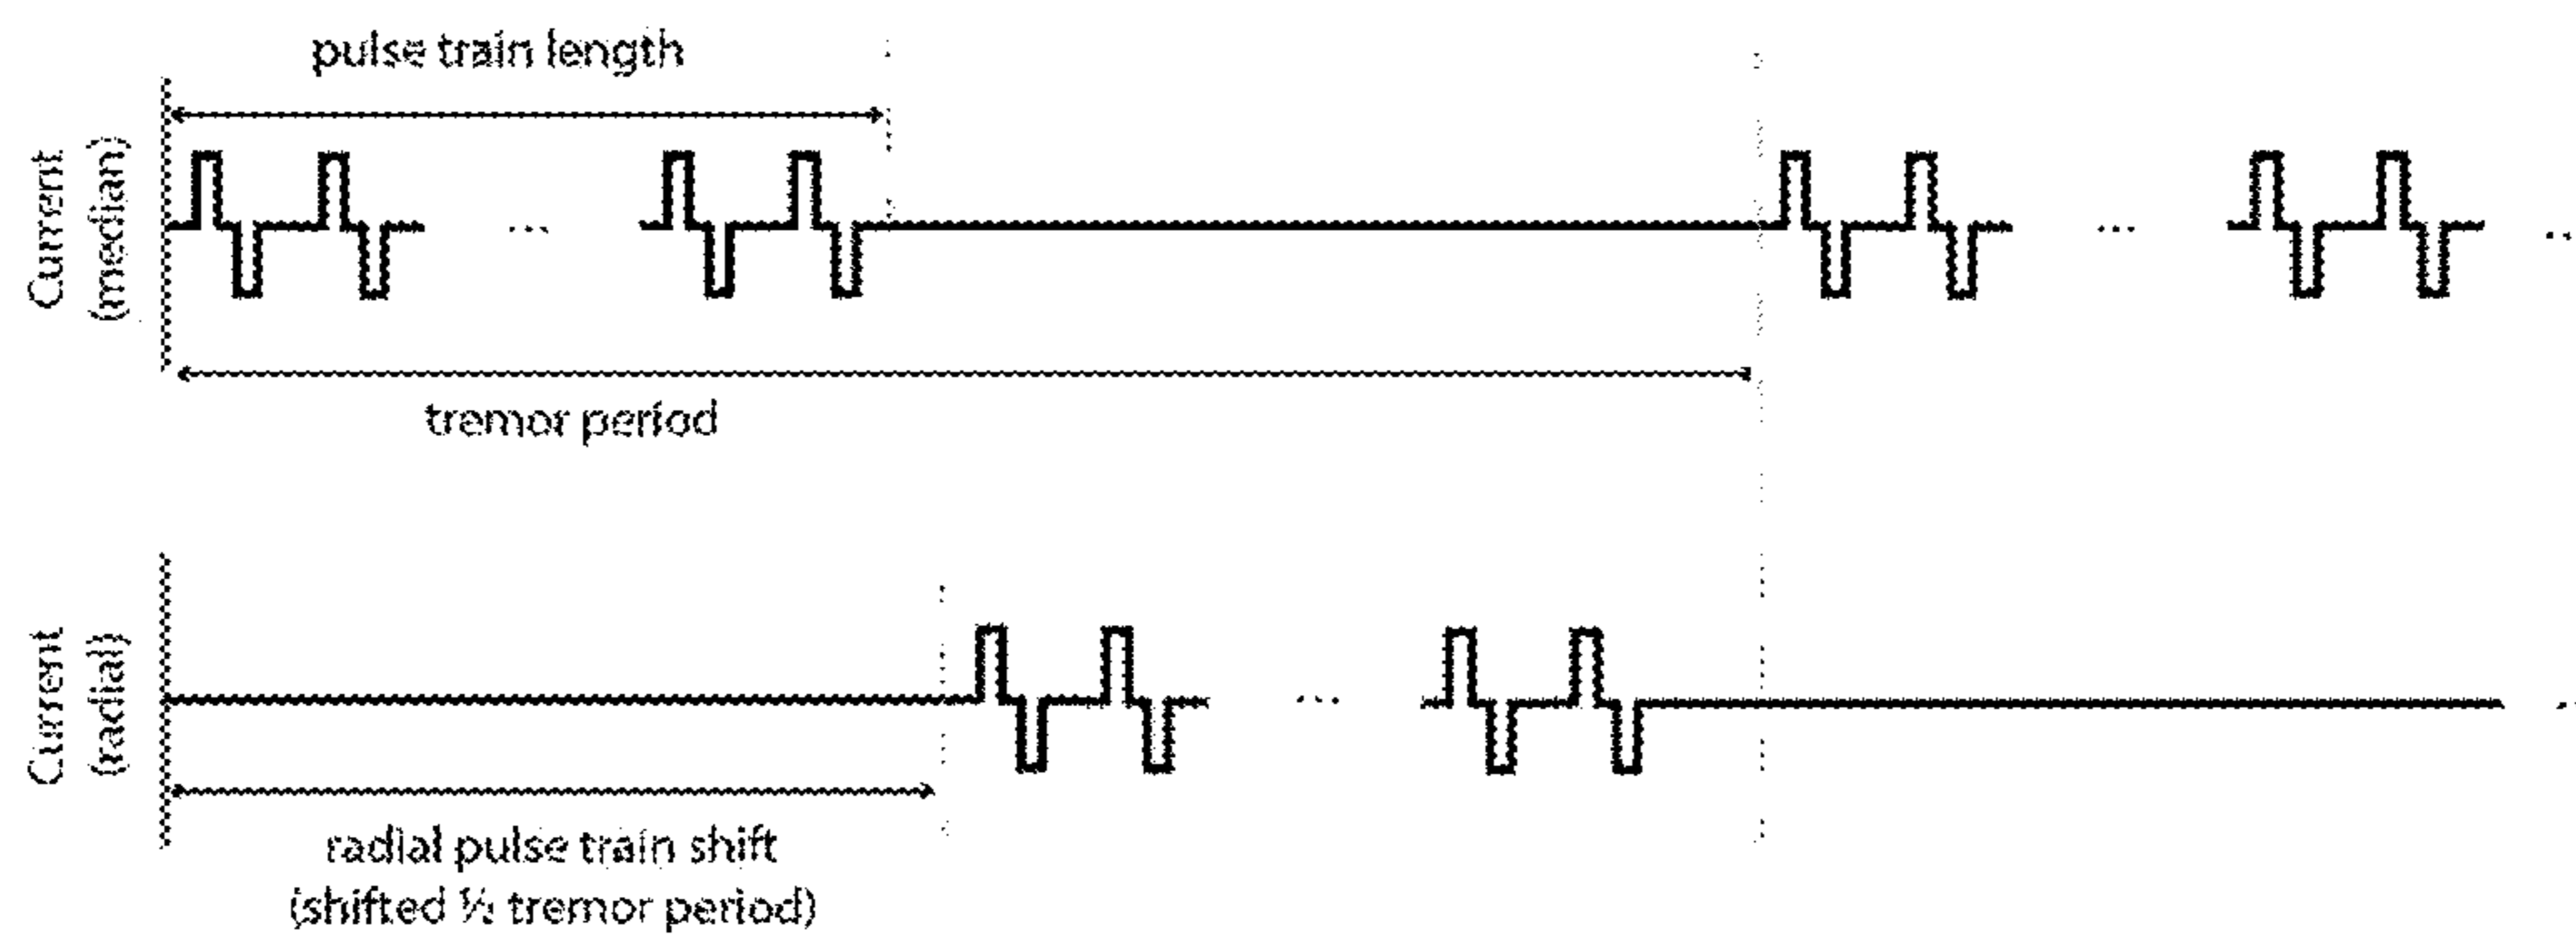 pulse train length
Current
(median)
...
...
tremor period
Current
(radial)
...
radial pulse train shift
(shifted ½ tremor period)